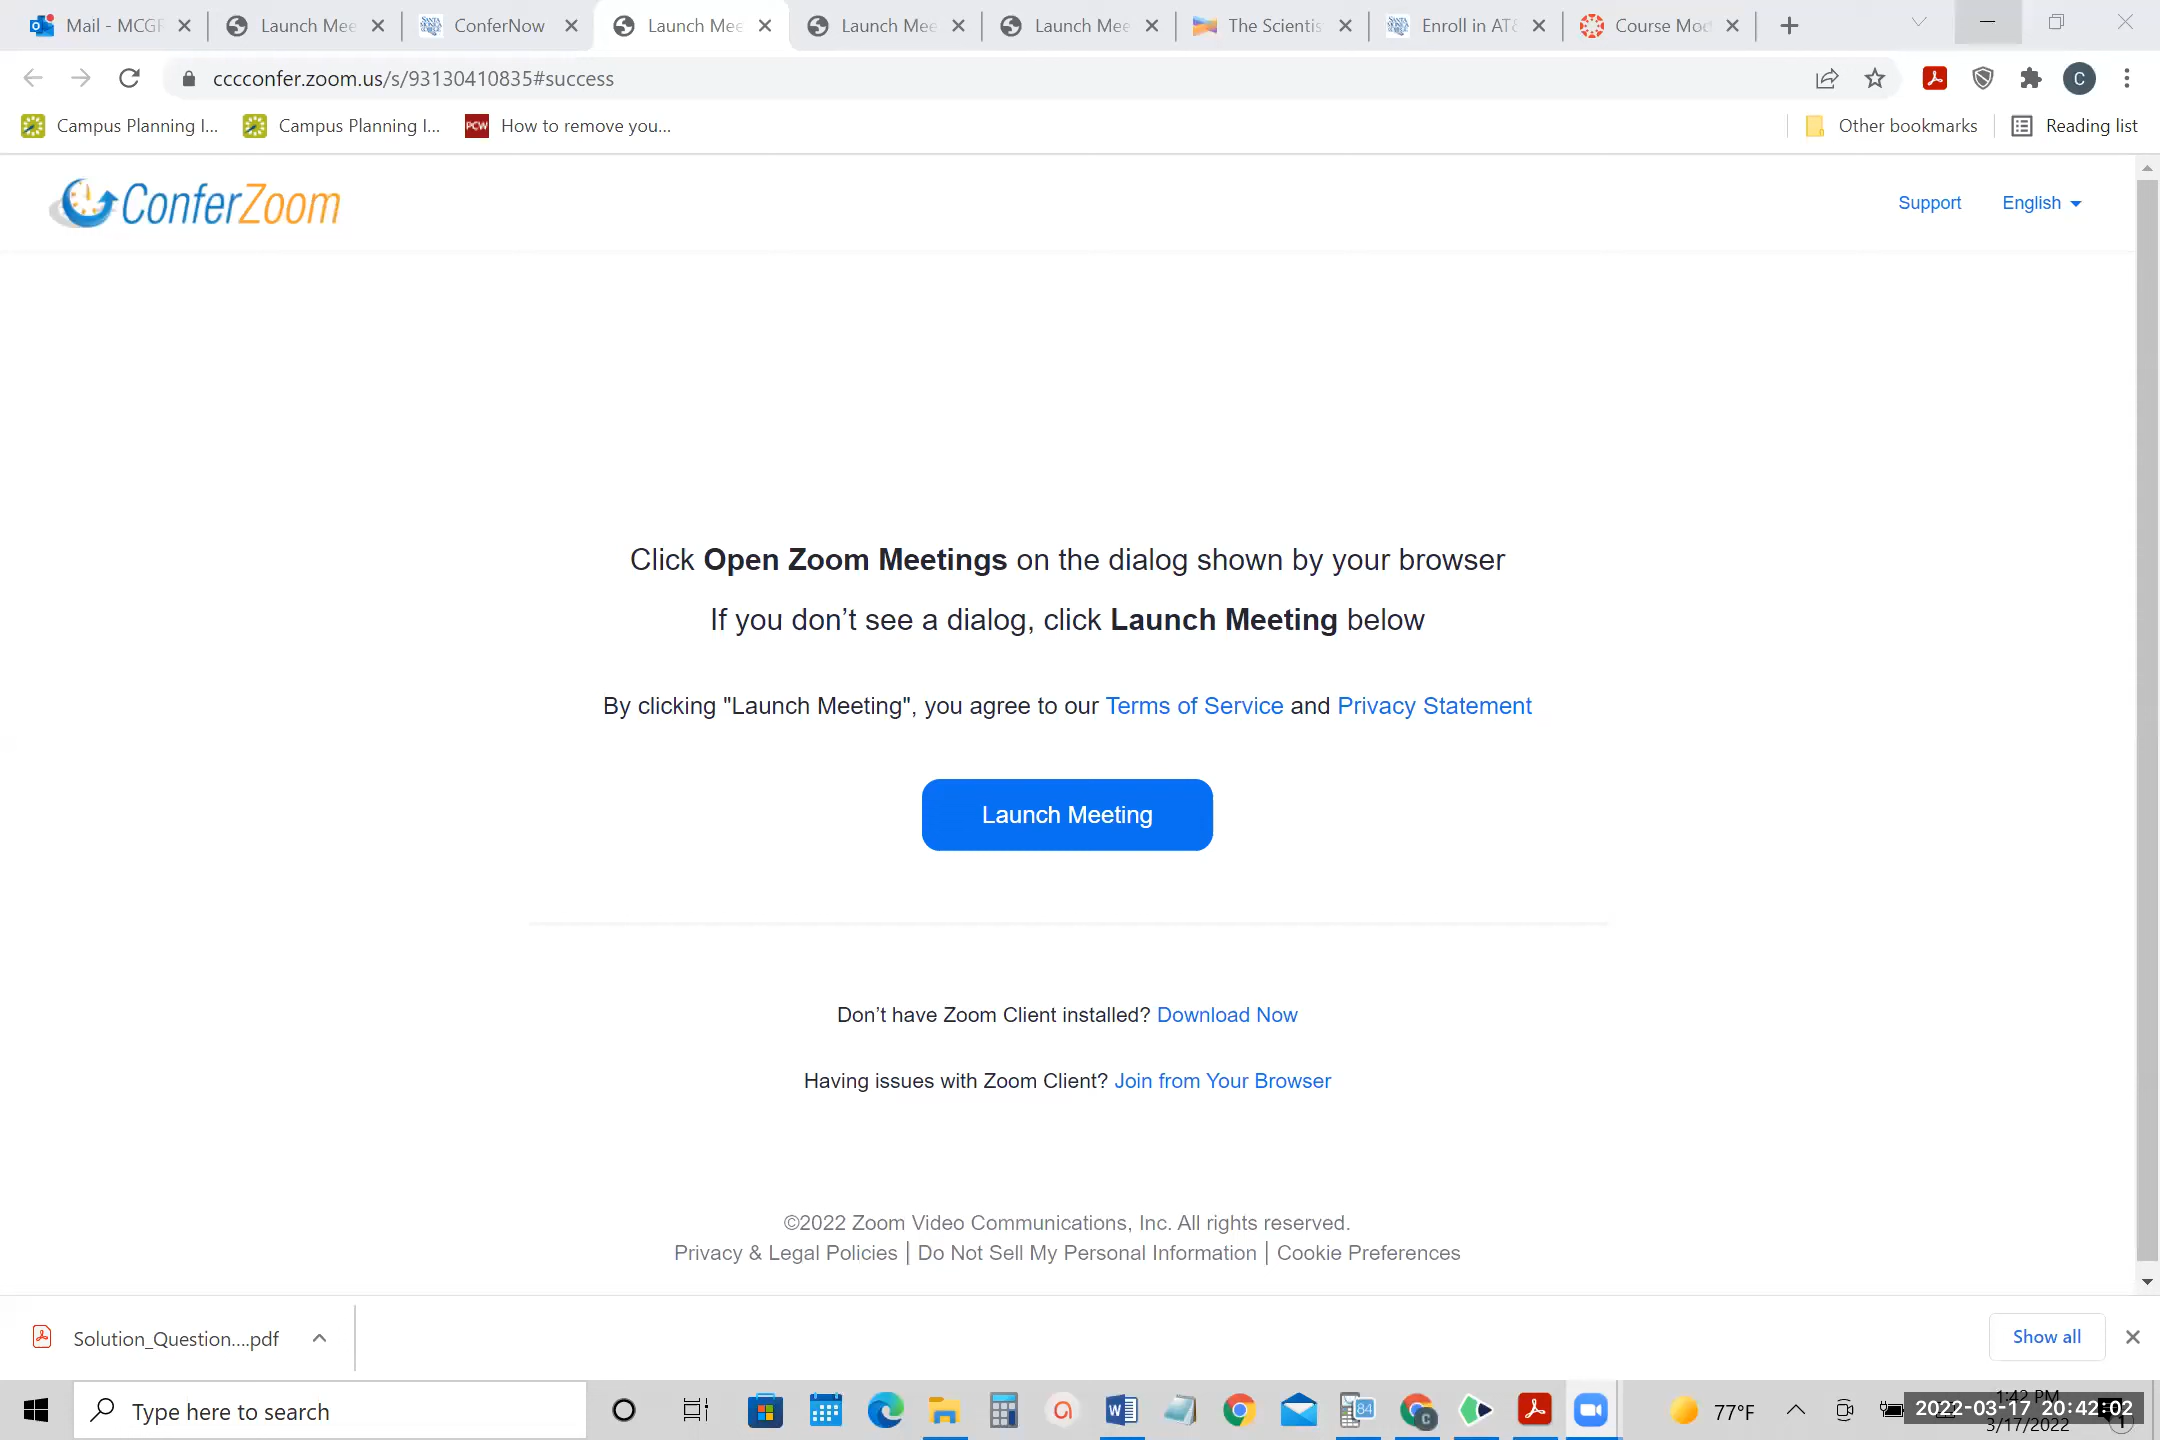 Mail - MCGF
Launch Mee
ConferNow
Launch Mee
Launch Mee
Launch Mee
The Scientis
Enroll in AT&
Course Mod
cccconfer.zoom.us/s/93130410835#success
C
Campus Planning I...
Campus Planning I...
PCW
How to remove you...
Other bookmarks
Reading list
ConferZoom
Support
English
Click Open Zoom Meetings on the dialog shown by your browser
If you don’t see a dialog, click Launch Meeting below
By clicking "Launch Meeting", you agree to our Terms of Service and Privacy Statement
Launch Meeting
Don’t have Zoom Client installed? Download Now
Having issues with Zoom Client? Join from Your Browser
©2022 Zoom Video Communications, Inc. All rights reserved.
Privacy & Legal Policies | Do Not Sell My Personal Information | Cookie Preferences
Solution_Question....pdf
Show all
Type here to search
84
C
77°F
1:42 PM
2022-03-17 20:42:02
3/17/2022
1